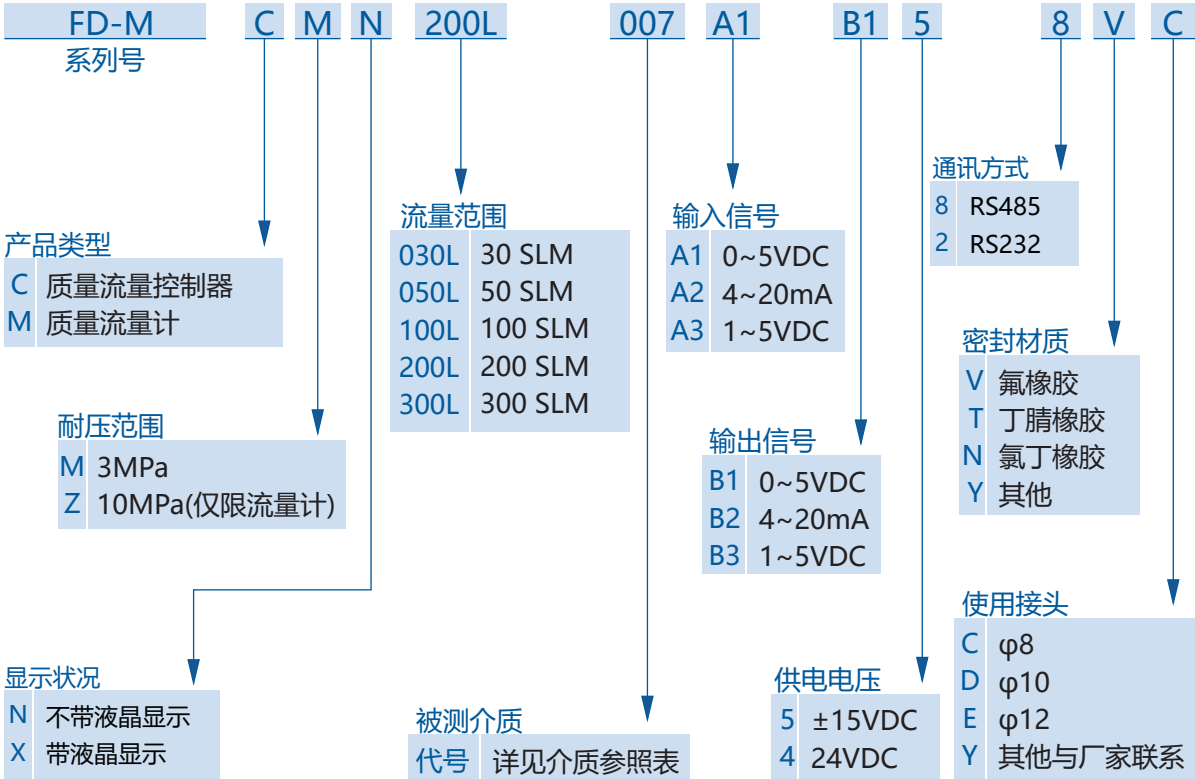 FD-M C M N 200L 007 A1 B1 5 8 V C
系列号
产品类型
C 质量流量控制器
M 质量流量计
耐压范围
M 3MPa
Z 10MPa(仅限流量计)
显示状况
N 不带液晶显示
X 带液晶显示
流量范围
030L 30 SLM
050L 50 SLM
100L 100 SLM
200L 200 SLM
300L 300 SLM
被测介质
代号 详见介质参照表
输入信号
A1 0~5VDC
A2 4~20mA
A3 1~5VDC
输出信号
B1 0~5VDC
B2 4~20mA
B3 1~5VDC
供电电压
5 ±15VDC
4 24VDC
通讯方式
8 RS485
2 RS232
密封材质
V 氟橡胶
T 丁腈橡胶
N 氯丁橡胶
Y 其他
使用接头
C φ8
D φ10
E φ12
Y 其他与厂家联系